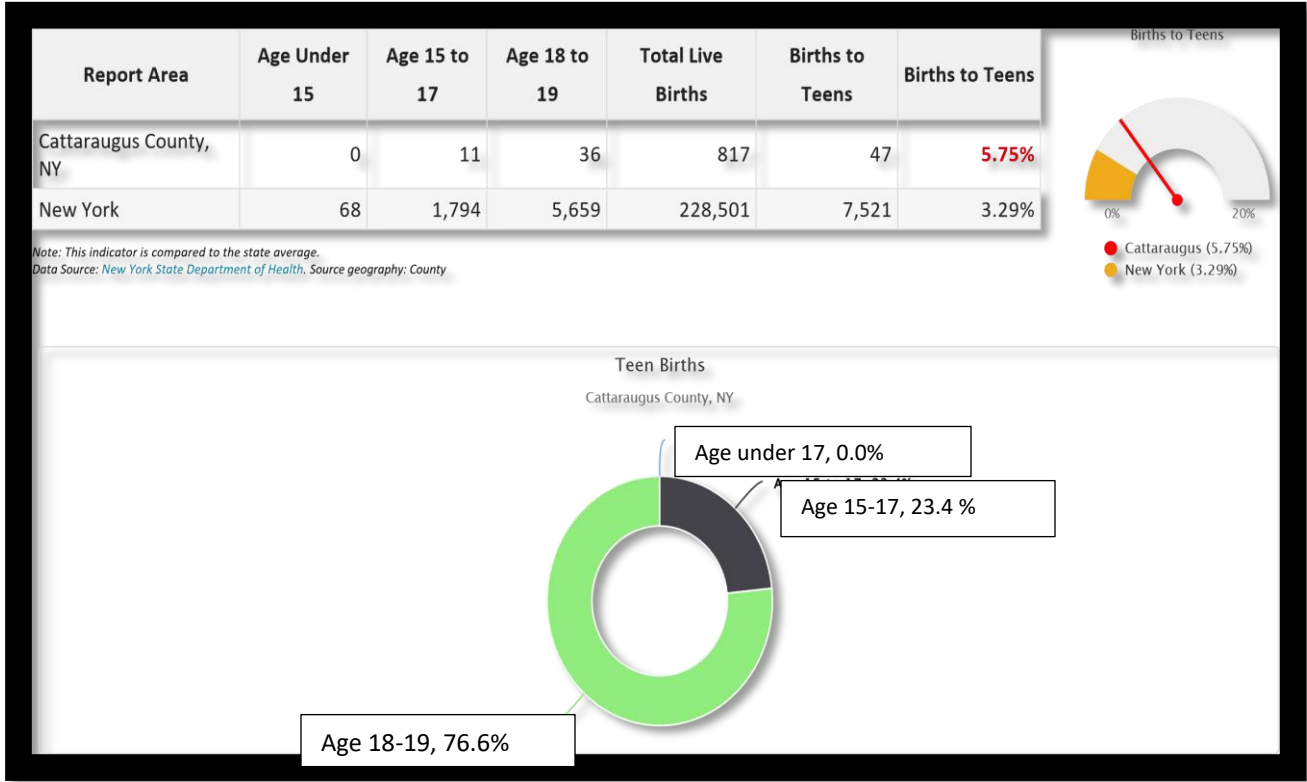 Report Area
Age Under
15
Age 15 to
17
Age 18 to
19
Total Live
Births
Births to
Teens
Births to Teens
Cattaraugus County,
NY
0
11
36
817
47
5.75%
New York
68
1,794
5,659
228,501
7,521
3.29%
Note: This indicator is compared to the state average.
Data Source: New York State Department of Health. Source geography: County
Births to Teens
0%
20%
Cattaraugus (5.75%)
New York (3.29%)
Teen Births
Cattaraugus County, NY
Age under 17, 0.0%
Age 15-17, 23.4 %
Age 18-19, 76.6%